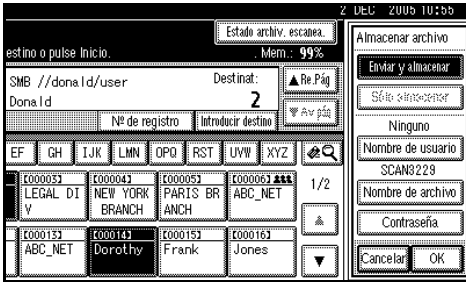 2 DEC 2005 10:55
Estado archiv. escanea.
estino o pulse Inicio.
Mem.: 99%
SMB //donald/user
Donald
Destinat:
2
▲Re.Pág
▼Av pág
Nº de registro
Introducir destino
EF GH IJK LMN OPQ RST UVW XYZ
[00003] LEGAL DI
V
[00004] NEW YORK
BRANCH
[00005] PARIS BR
ANCH
[00006] ABC_NET
1/2
[00013] ABC_NET
[00014] Dorothy
[00015] Frank
[00016] Jones
Almacenar archivo
Enviar y almacenar
Sólo almacenar
Ninguno
Nombre de usuario
SCAN3229
Nombre de archivo
Contraseña
Cancelar OK